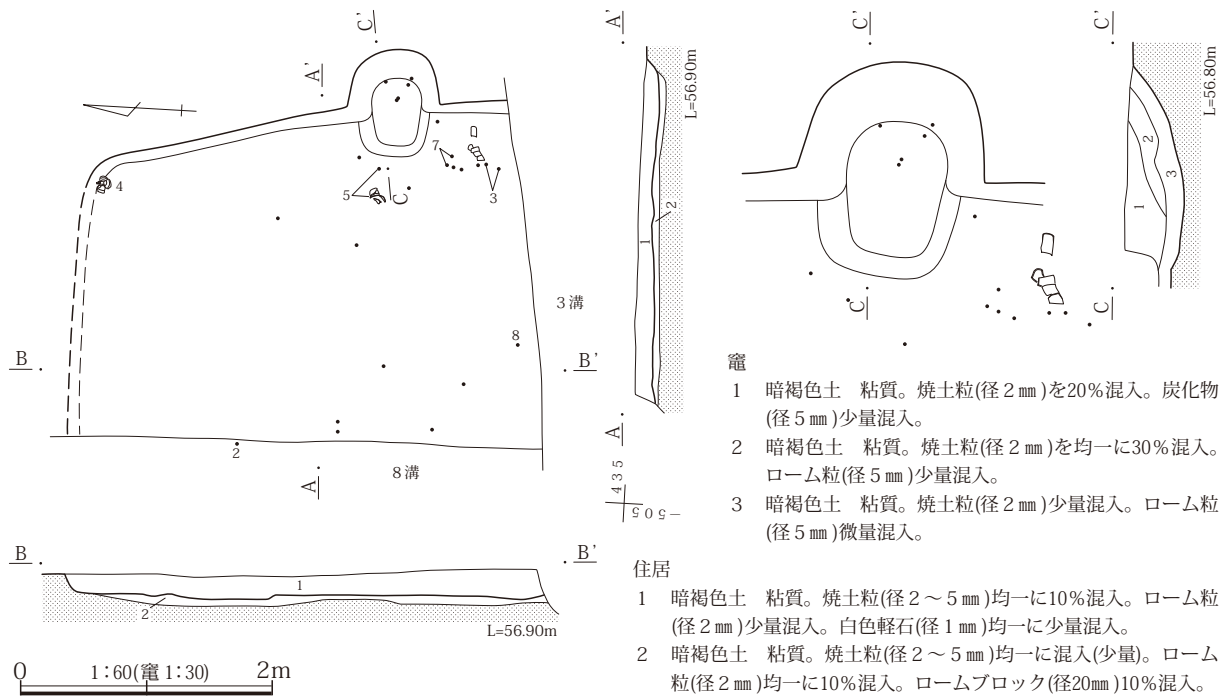 C'
A'
7
4
5
C
3
3溝
8
B
B'
2
A
8溝
B
B'
1
2
L=56.90m
0
1:60(竈1:30)
2m
A'
L=56.90m
2
1
A
435
-505
C'
C
C'
L=56.80m
2
3
1
C
竈
1 暗褐色土 粘質。焼土粒(径2㎜)を20%混入。炭化物
(径5㎜)少量混入。
2 暗褐色土 粘質。焼土粒(径2㎜)を均一に30%混入。
ローム粒(径5㎜)少量混入。
3 暗褐色土 粘質。焼土粒(径2㎜)少量混入。ローム粒
(径5㎜)微量混入。
住居
1 暗褐色土 粘質。焼土粒(径2～5㎜)均一に10%混入。ローム粒
(径2㎜)少量混入。白色軽石(径1㎜)均一に少量混入。
2 暗褐色土 粘質。焼土粒(径2～5㎜)均一に混入(少量)。ローム
粒(径2㎜)均一に10%混入。ロームブロック(径20㎜)10%混入。